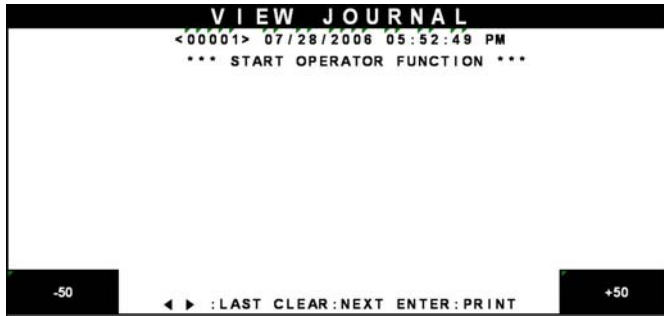 VIEW JOURNAL
<00001> 07/28/2006 05:52:49 PM
*** START OPERATOR FUNCTION ***
-50
◀ ▶ :LAST CLEAR:NEXT ENTER:PRINT
+50